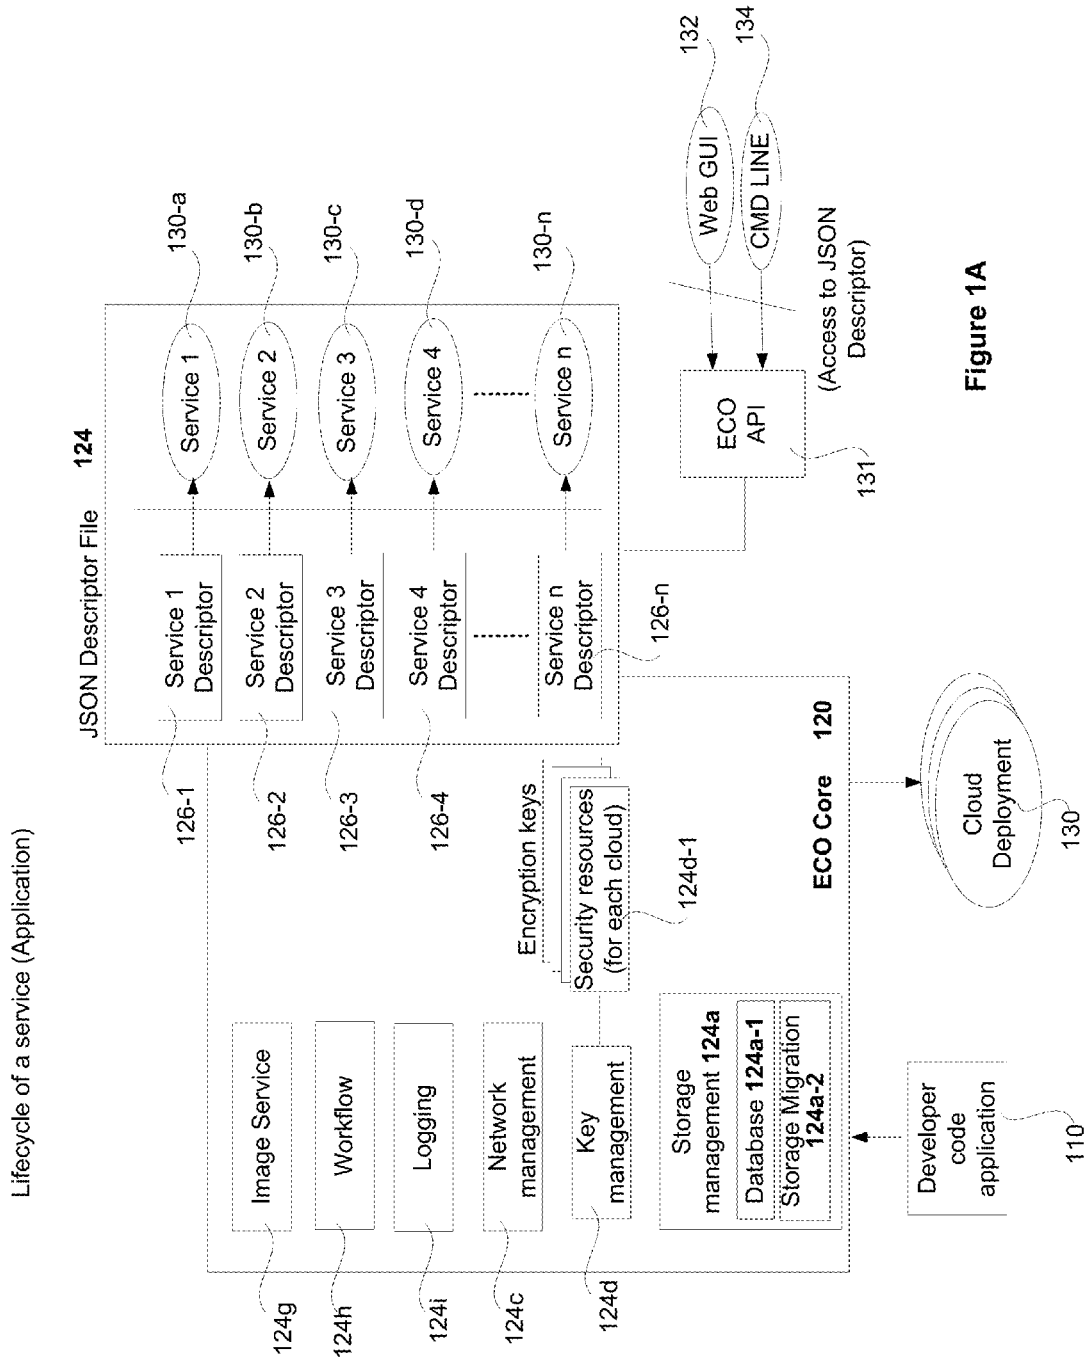 Lifecycle of a service (Application)
JSON Descriptor File 124
126-1
Service 1
Descriptor
Service 1
130-a
126-2
Service 2
Descriptor
Service 2
130-b
126-3
Service 3
Descriptor
Service 3
130-c
126-4
Service 4
Descriptor
Service 4
130-d
Service n
Descriptor
126-n
Service n
130-n
124g
Image Service
124h
Workflow
124i
Logging
124c
Network
management
124d
Key
management
Encryption keys
Security resources
(for each cloud)
124d-1
Storage
management 124a
Database 124a-1
Storage Migration
124a-2
ECO Core 120
ECO
API
131
Web GUI
132
CMD LINE
134
(Access to JSON
Descriptor)
Developer
code
application
110
Cloud
Deployment
130
Figure 1A